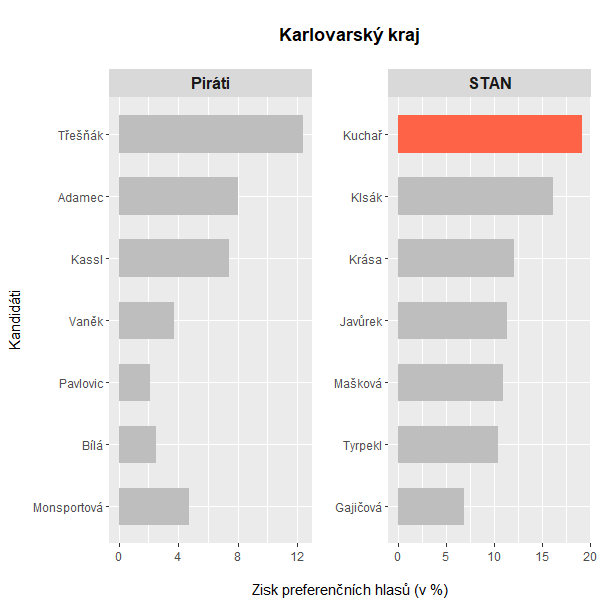 Karlovarský kraj
Piráti
STAN
Kandidáti
Třešňák
Adamec
Kassl
Vaněk
Pavlovic
Bílá
Monsportová
0 4 8 12
Kuchař
Klsák
Krása
Javůrek
Mašková
Tyrpekl
Gajičová
0 5 10 15 20
Zisk preferenčních hlasů (v %)